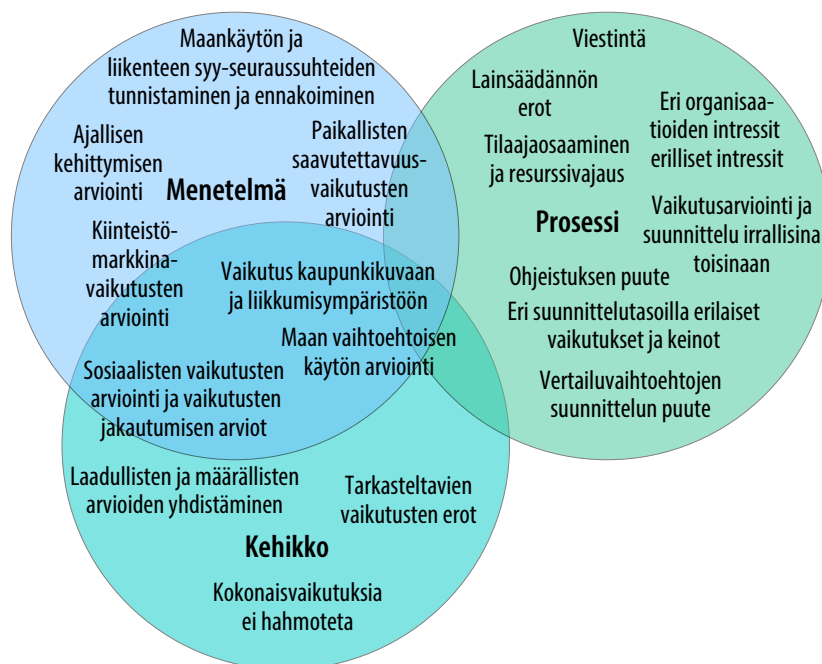 Maankäytön ja
liikenteen syy-seuraussuhteiden
tunnistaminen ja ennakoiminen
Ajallisen
kehittymisen
arviointi
Paikallisten
saavutettavuus-
vaikutusten
arviointi
Menetelmä
Kiinteistö-
markkina-
vaikutusten
arviointi
Vaikutus kaupunkikuvaan
ja liikkumisympäristöön
Maan vaihtoehtoisen
käytön arviointi
Sosiaalisten vaikutusten
arviointi ja vaikutusten
jakautumisen arviot
Viestintä
Lainsäädännön
erot
Eri organisaa-
tioiden intressit
erilliset intressit
Tilaajaosaaminen
ja resurssivajaus
Prosessi
Vaikutusarviointi ja
suunnittelu irrallisina
toisinaan
Ohjeistuksen puute
Eri suunnittelutasoilla erilaiset
vaikutukset ja keinot
Vertailuvaihtoehtojen
suunnittelun puute
Laadullisten ja määrällisten
arvioiden yhdistäminen
Tarkasteltavien
vaikutusten erot
Kehikko
Kokonaisvaikutuksia
ei hahmoteta